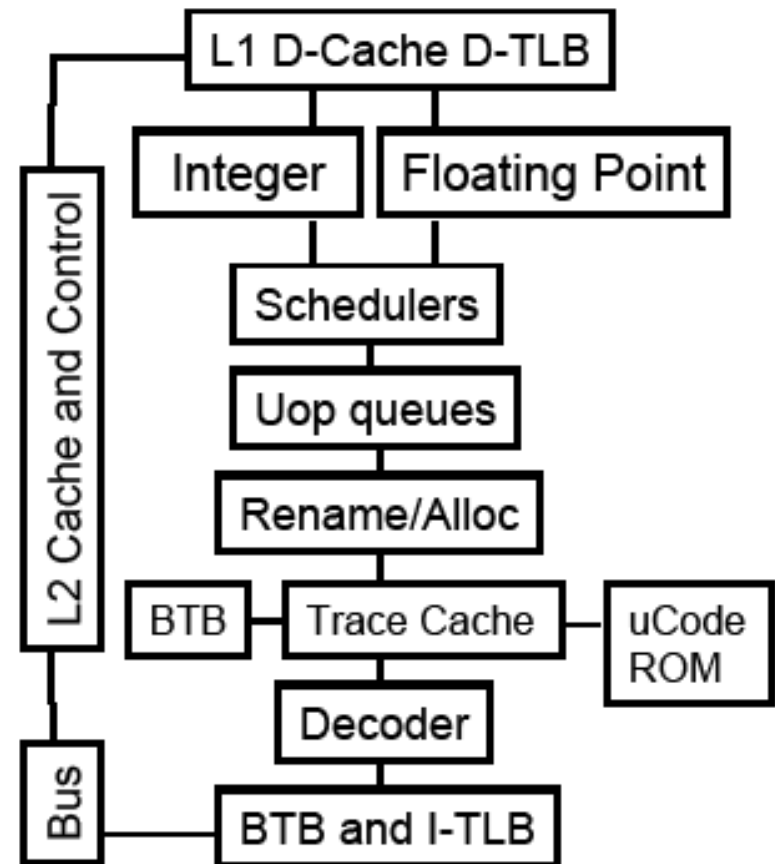 L1 D-Cache D-TLB
Integer
Floating Point
L2 Cache and Control
Schedulers
Uop queues
Rename/Alloc
BTB
Trace Cache
uCode
ROM
Decoder
Bus
BTB and I-TLB